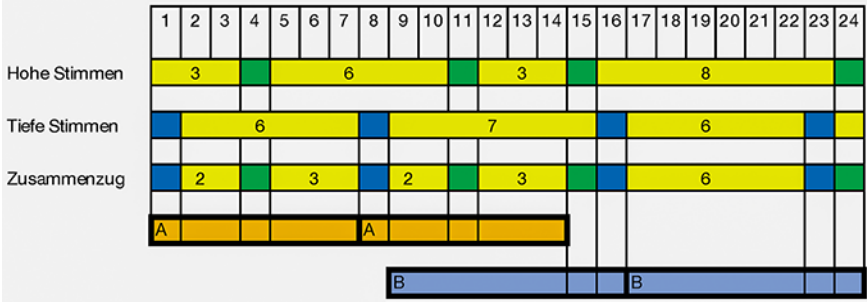 1 2 3 4 5 6 7 8 9 10 11 12 13 14 15 16 17 18 19 20 21 22 23 24
Hohe Stimmen 3 6 3 8
Tiefe Stimmen 6 7 6
Zusammenzug 2 3 2 3 6
A A
B B